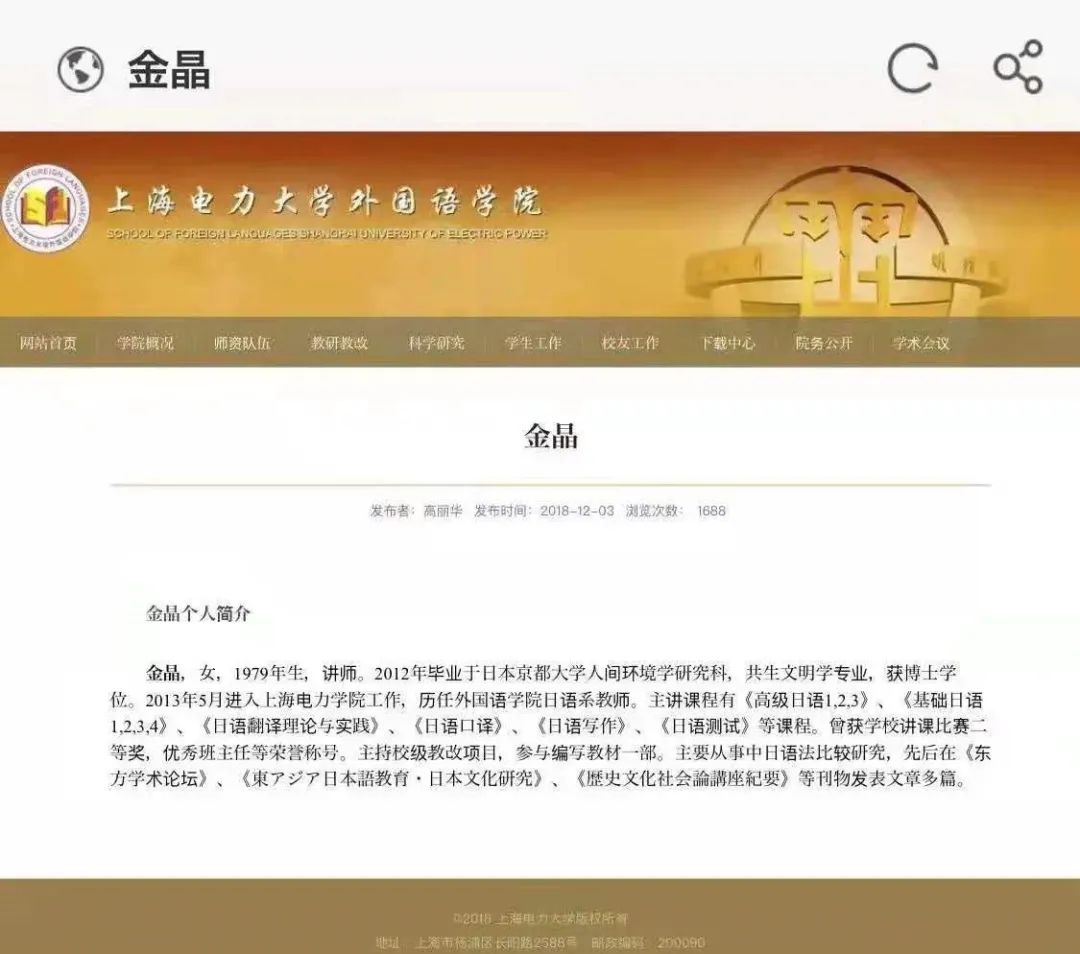 金晶
上海电力大学外国语学院
SCHOOL OF FOREIGN LANGUAGES SHANGHAI UNIVERSITY OF ELECTRIC POWER
网站首页 学院概况 师资队伍 教研教改 科学研究 学生工作 校友工作 下载中心 院务公开 学术会议
金晶
发布者：高丽华 发布时间：2018-12-03 浏览次数： 1688
金晶个人简介
金晶，女，1979年生，讲师。2012年毕业于日本京都大学人间环境学研究科，共生文明学专业，获博士学
位。2013年5月进入上海电力学院工作，历任外国语学院日语系教师。主讲课程有《高级日语1,2,3》、《基础日语
1,2,3,4》、《日语翻译理论与实践》、《日语口译》、《日语写作》、《日语测试》等课程。曾获学校讲课比赛二
等奖，优秀班主任等荣誉称号。主持校级教改项目，参与编写教材一部。主要从事中日语法比较研究，先后在《东
方学术论坛》、《東アジア日本語教育・日本文化研究》、《歴史文化社会論講座紀要》等刊物发表文章多篇。
©2018 上海电力大学版权所有
地址：上海市杨浦区长阳路2588号 邮政编码：200090